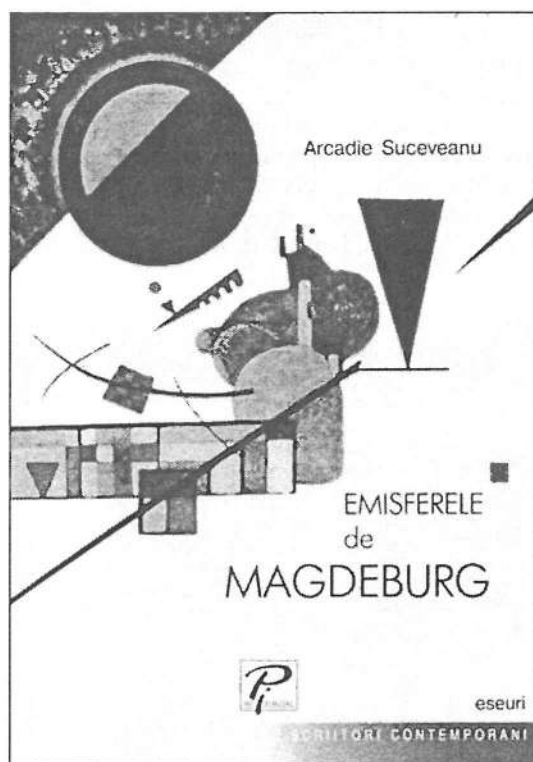 Arcadie Suceveanu
EMISFERELE
de
MAGDEBURG
eseuri
SCRIITORI CONTEMPORANI